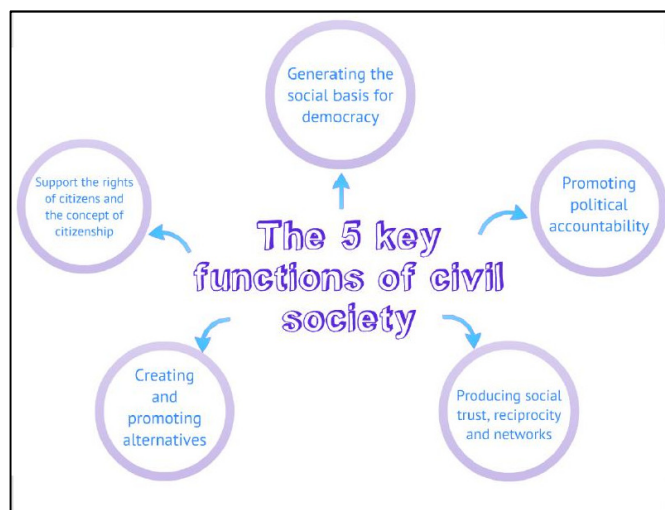 Generating the
social basis for
democracy
Support the rights
of citizens and
the concept of
citizenship
Promoting
political
accountability
The 5 key
functions of civil
society
Creating
and
promoting
alternatives
Producing social
trust, reciprocity
and networks